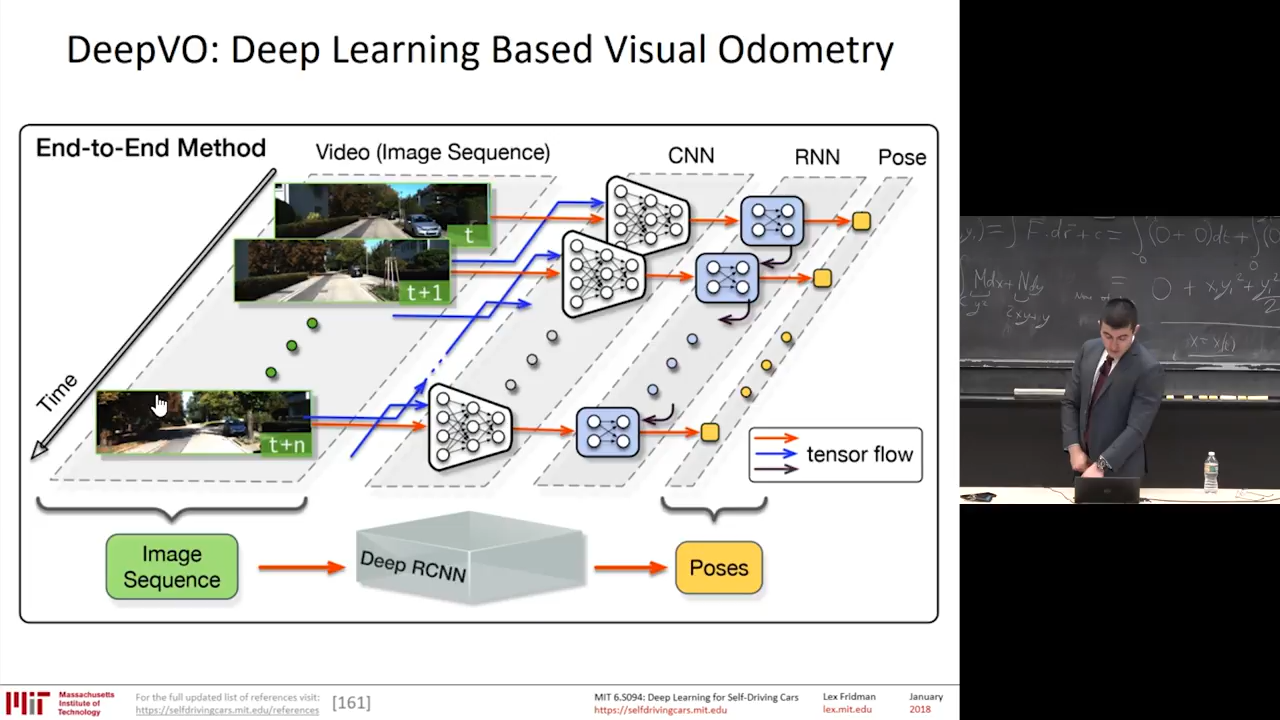 DeepVO: Deep Learning Based Visual Odometry
End-to-End Method
Video (Image Sequence)
CNN
RNN
Pose
t
t+1
t+n
Time
tensor flow
Image
Sequence
Deep RCNN
Poses
Massachusetts
Institute of
Technology
For the full updated list of references visit:
https://selfdrivingcars.mit.edu/references
[161]
MIT 6.S094: Deep Learning for Self-Driving Cars
https://selfdrivingcars.mit.edu
Lex Fridman
lex.mit.edu
January
2018